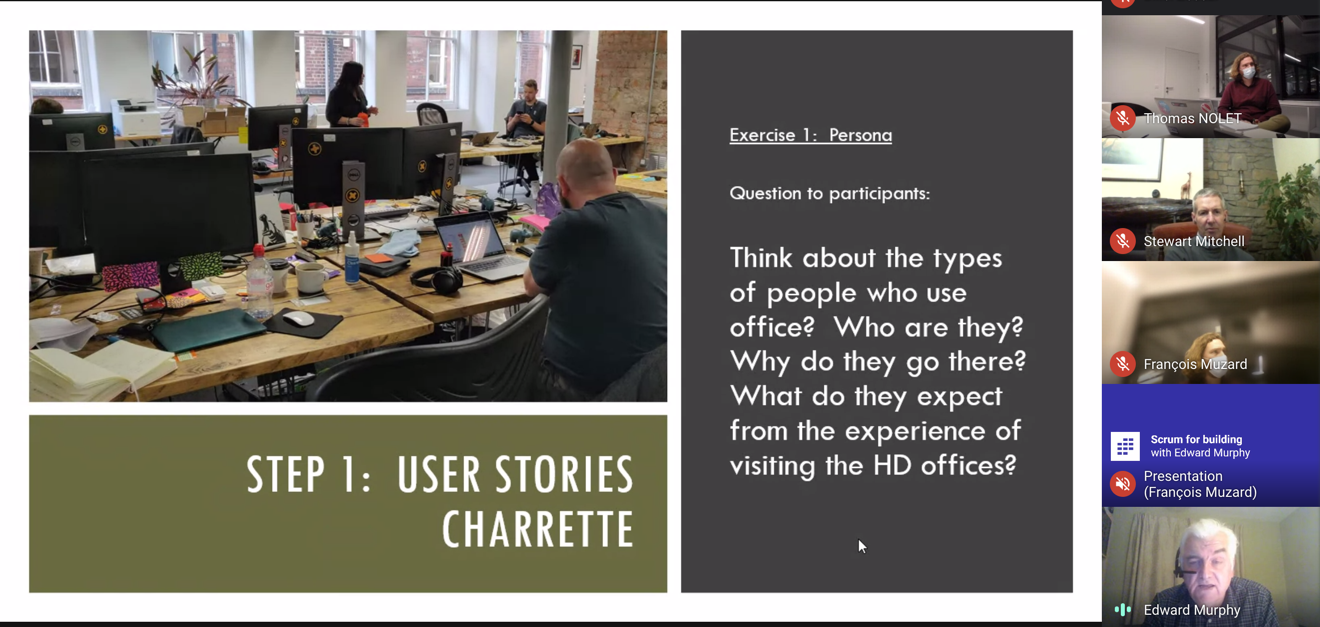 Exercise 1:  Persona
Question to participants:
Think about the types
of people who use
office?  Who are they?
Why do they go there?
What do they expect
from the experience of
visiting the HD offices?
STEP 1:  USER STORIES
CHARRETTE
Thomas NOLET
Stewart Mitchell
François Muzard
Scrum for building
with Edward Murphy
Presentation
(François Muzard)
Edward Murphy